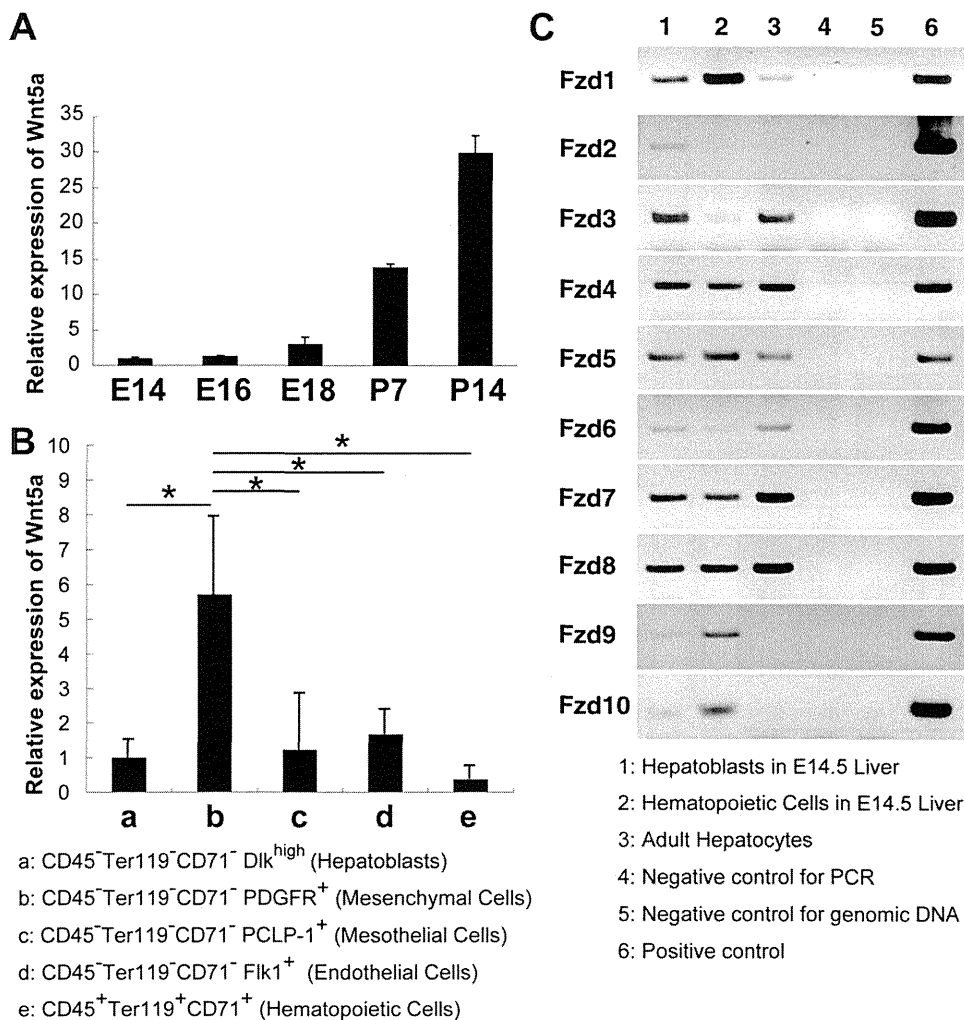 A
Relative expression of Wnt5a
35
30
25
20
15
10
5
0
E14 E16 E18 P7 P14
B
Relative expression of Wnt5a
10
9
8
7
6
5
4
3
2
1
0
* * * *
a b c d e
a: CD45⁻Ter119⁻CD71⁻ Dlkʰⁱᵍʰ (Hepatoblasts)
b: CD45⁻Ter119⁻CD71⁻ PDGFR⁺ (Mesenchymal Cells)
c: CD45⁻Ter119⁻CD71⁻ PCLP-1⁺ (Mesothelial Cells)
d: CD45⁻Ter119⁻CD71⁻ Flk1⁺ (Endothelial Cells)
e: CD45⁺Ter119⁺CD71⁺ (Hematopoietic Cells)
C
1 2 3 4 5 6
Fzd1
Fzd2
Fzd3
Fzd4
Fzd5
Fzd6
Fzd7
Fzd8
Fzd9
Fzd10
1: Hepatoblasts in E14.5 Liver
2: Hematopoietic Cells in E14.5 Liver
3: Adult Hepatocytes
4: Negative control for PCR
5: Negative control for genomic DNA
6: Positive control